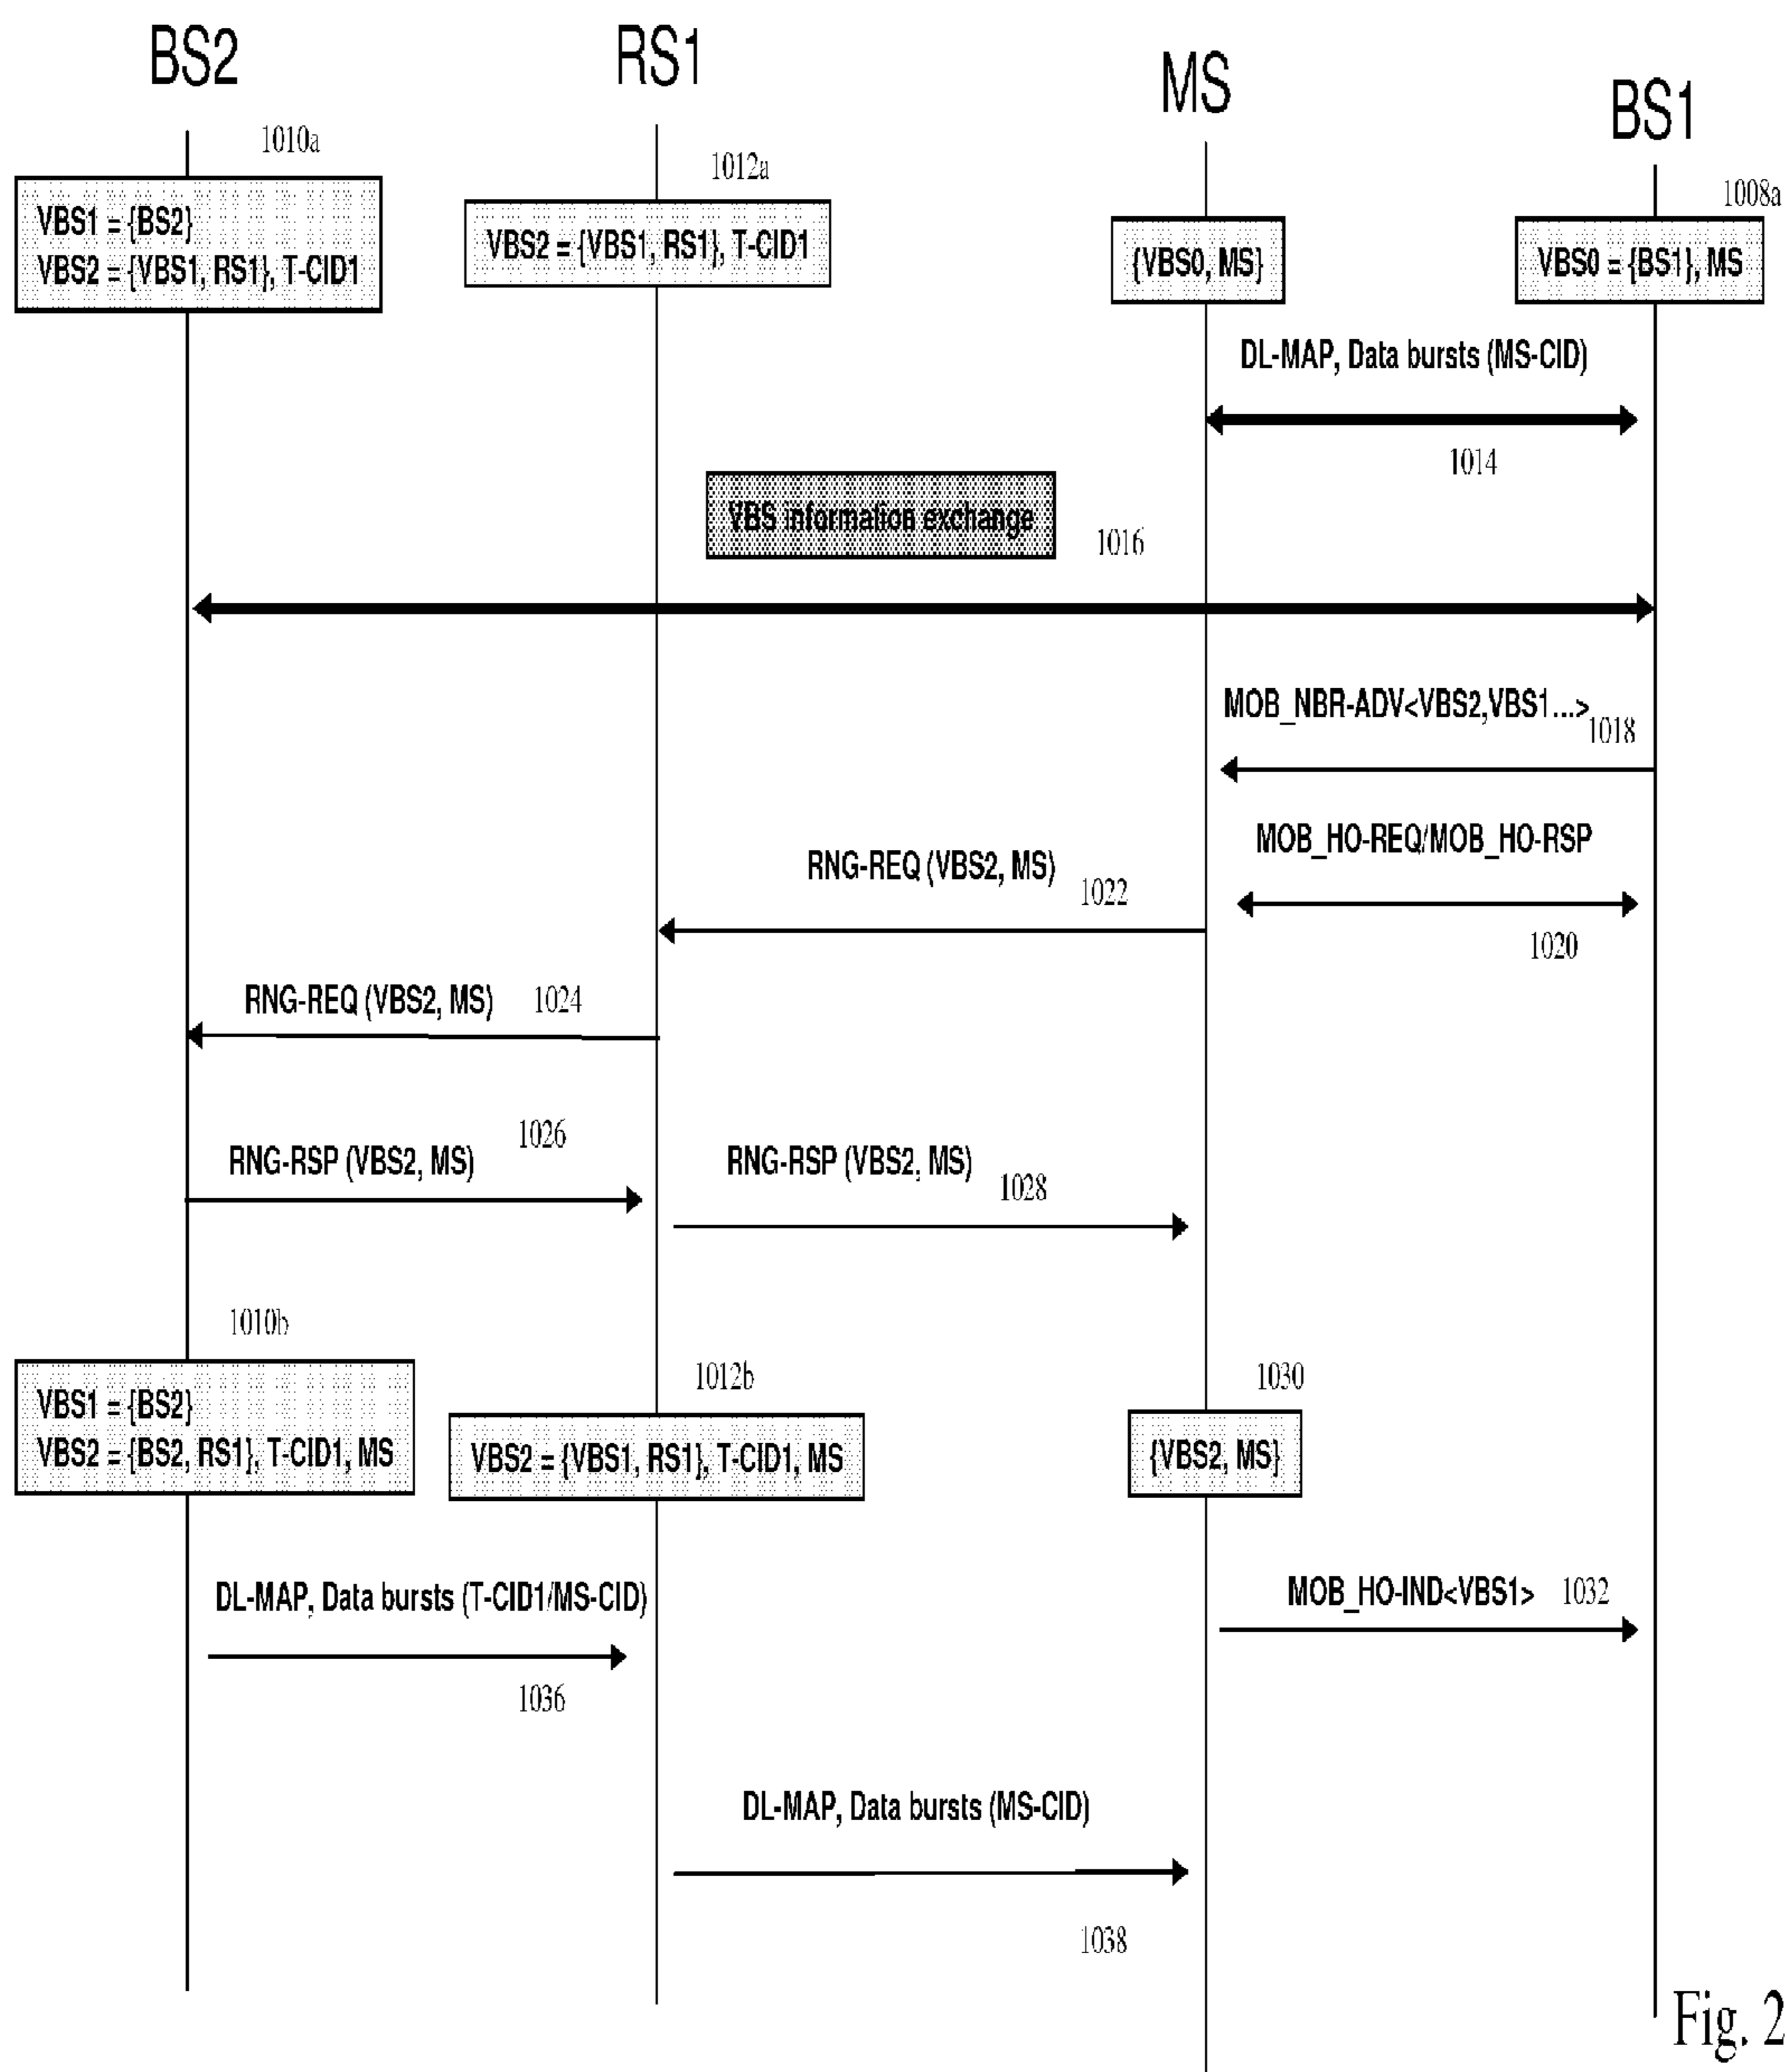 BS2
RS1
MS
BS1
1010a
1012a
1008a
VBS1 = {BS2}
VBS2 = {VBS1, RS1}, T-CID1
VBS2 = {VBS1, RS1}, T-CID1
{VBS0, MS}
VBS0 = {BS1}, MS
DL-MAP, Data bursts (MS-CID)
1014
VBS information exchange
1016
MOB_NBR-ADV<VBS2,VBS1...>
1018
MOB_HO-REQ/MOB_HO-RSP
1020
RNG-REQ (VBS2, MS)
1022
RNG-REQ (VBS2, MS)
1024
1026
RNG-RSP (VBS2, MS)
RNG-RSP (VBS2, MS)
1028
1010b
1012b
1030
VBS1 = {BS2}
VBS2 = {BS2, RS1}, T-CID1, MS
VBS2 = {VBS1, RS1}, T-CID1, MS
{VBS2, MS}
DL-MAP, Data bursts (T-CID1/MS-CID)
1036
MOB_HO-IND<VBS1>
1032
DL-MAP, Data bursts (MS-CID)
1038
Fig. 2